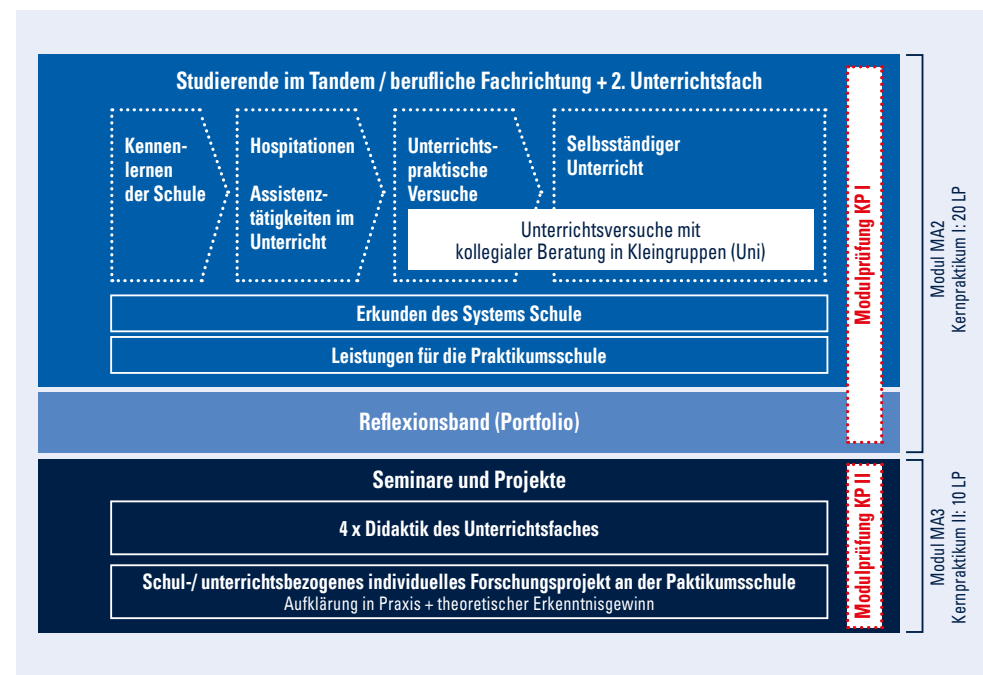 Studierende im Tandem / berufliche Fachrichtung + 2. Unterrichtsfach
Kennen-
lernen
der Schule
Hospitationen
Assistenz-
tätigkeiten im
Unterricht
Unterrichts-
praktische
Versuche
Selbsständiger
Unterricht
Unterrichtsversuche mit
kollegialer Beratung in Kleingruppen (Uni)
Erkunden des Systems Schule
Leistungen für die Praktikumsschule
Modulprüfung KP I
Modul MA2
Kernpraktikum I: 20 LP
Reflexionsband (Portfolio)
Seminare und Projekte
4 x Didaktik des Unterrichtsfaches
Schul-/ unterrichtsbezogenes individuelles Forschungsprojekt an der Paktikumsschule
Aufklärung in Praxis + theoretischer Erkenntnisgewinn
Modulprüfung KP II
Modul MA3
Kernpraktikum II: 10 LP